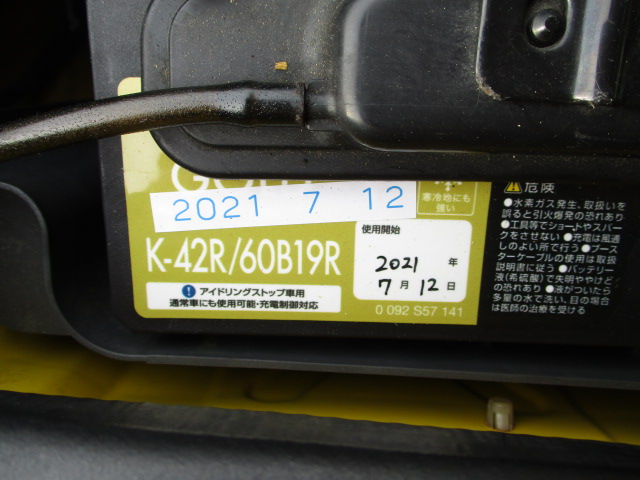 2021 7 12
寒冷地にも
強い
K-42R/60B19R
アイドリングストップ車用
通常車にも使用可能・充電制御対応
使用開始
2021年
7月12日
0 092 S57 141
危険
●水素ガス発生、取扱いを
誤ると引火爆発の恐れあり
●工具等でショートやスパー
クをさせない●充電は風通
しのよい所で行う●ブース
ターケーブルの使用は取扱
説明書に従う●バッテリー
液(希硫酸)で失明ややけど
の恐れあり●液がついたら
多量の水で洗い、目の場合
は医師の治療を受ける